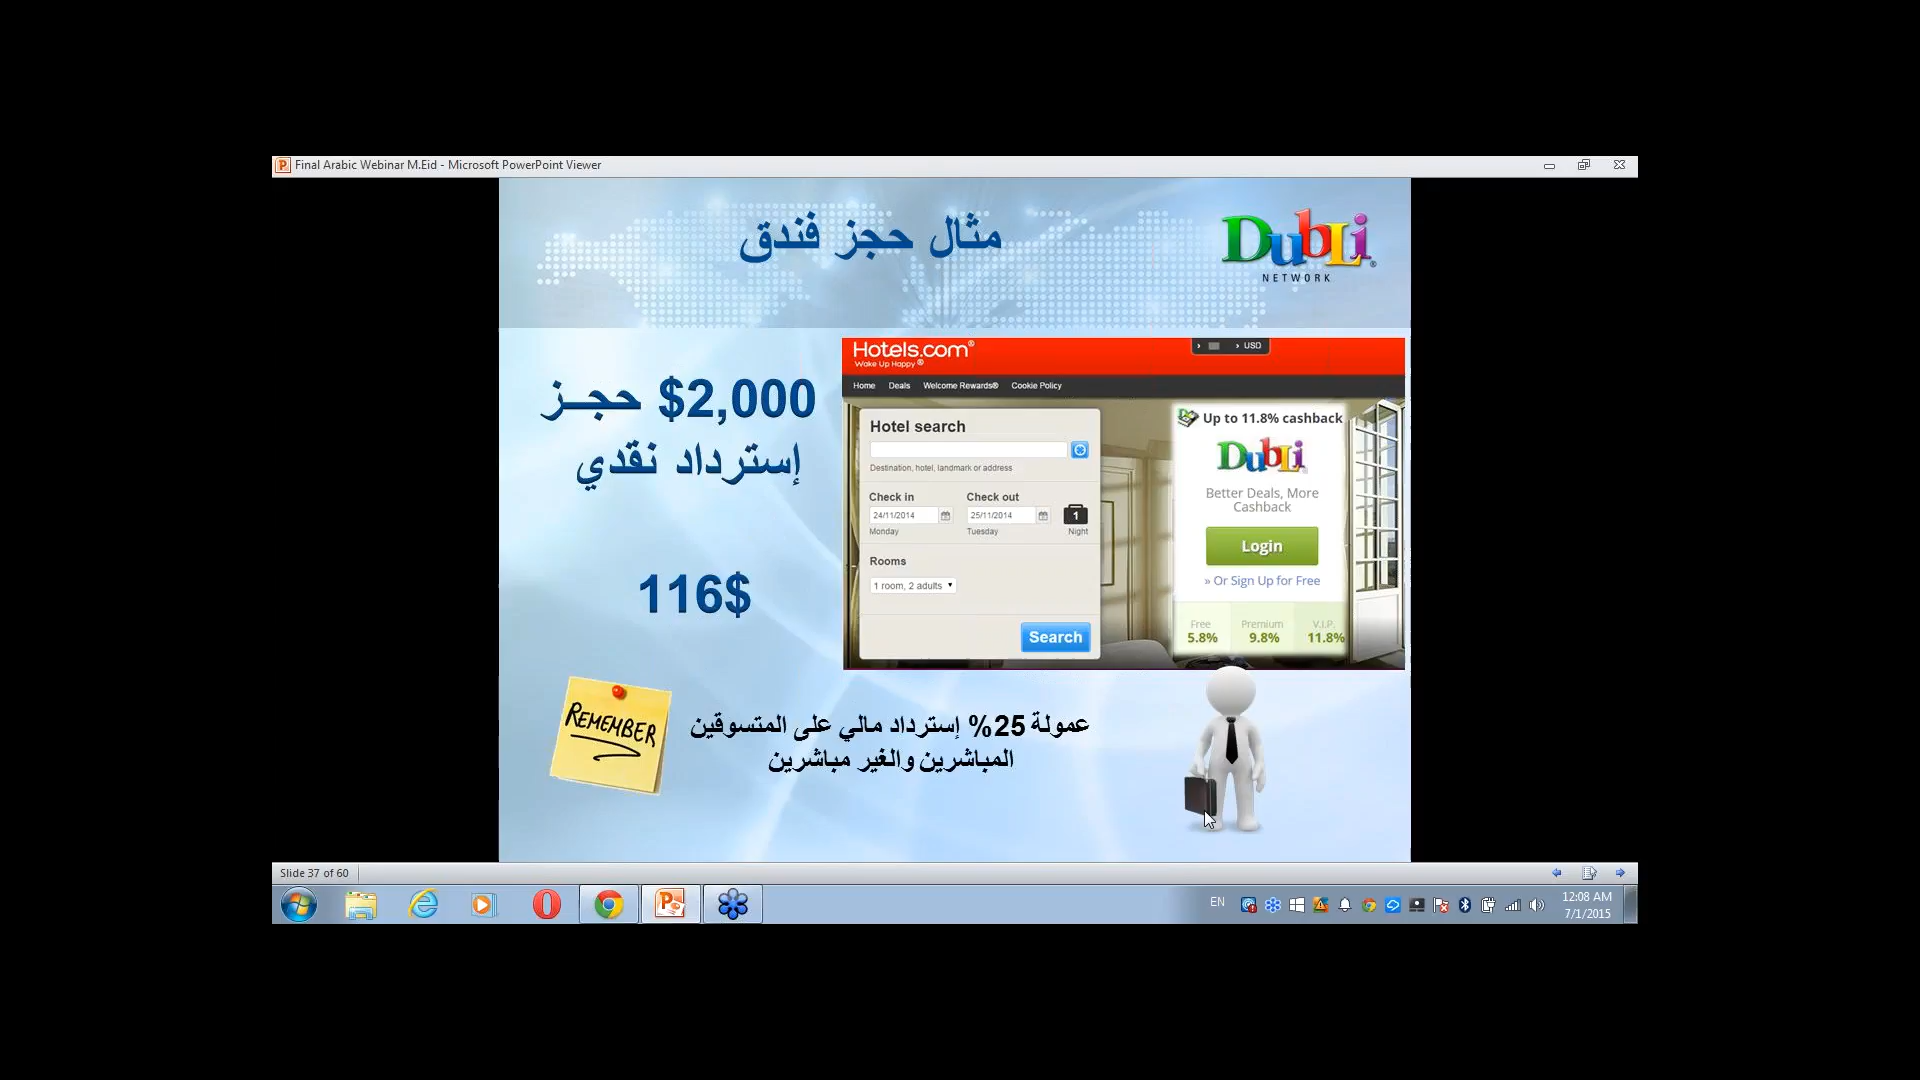 Final Arabic Webinar M.Eid - Microsoft PowerPoint Viewer
مثال حجز فندق
DubLi
NETWORK
حجــز $2,000
إسترداد نقدي
116$
Hotels.com
Wake Up Happy
USD
Home Deals Welcome Rewards® Cookie Policy
Hotel search
Destination, hotel, landmark or address
Check in Check out
24/11/2014 25/11/2014 1
Monday Tuesday Night
Rooms
1 room, 2 adults
Search
Up to 11.8% cashback
DubLi
Better Deals, More
Cashback
Login
» Or Sign Up for Free
Free Premium V.I.P.
5.8% 9.8% 11.8%
REMEMBER
عمولة 25% إسترداد مالي على المتسوقين
المباشرين والغير مباشرين
Slide 37 of 60
EN
12:08 AM
7/1/2015